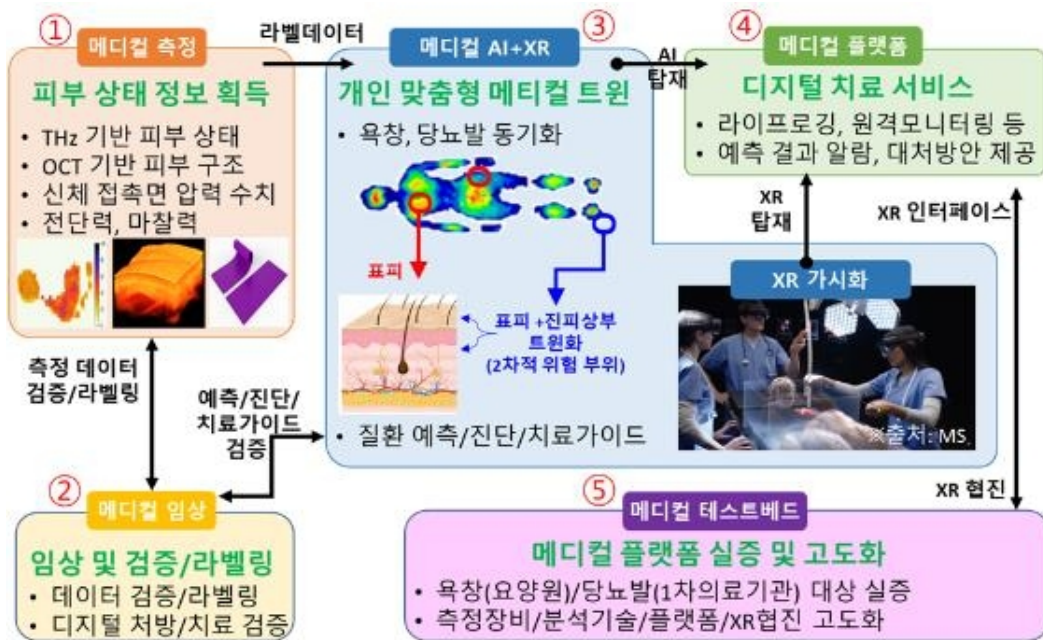 ①
메디컬 측정
피부 상태 정보 획득
• THz 기반 피부 상태
• OCT 기반 피부 구조
• 신체 접촉면 압력 수치
• 전단력, 마찰력
라벨데이터
측정 데이터
검증/라벨링
예측/진단/
치료가이드
검증
②
메디컬 임상
임상 및 검증/라벨링
• 데이터 검증/라벨링
• 디지털 처방/치료 검증
③
메디컬 AI+XR
개인 맞춤형 메티컬 트윈
• 욕창, 당뇨발 동기화
표피
표피 +진피상부
트윈화
(2차적 위험 부위)
• 질환 예측/진단/치료가이드
XR 가시화
※출처: MS.
AI
탑재
XR
탑재
④
메디컬 플랫폼
디지털 치료 서비스
• 라이프로깅, 원격모니터링 등
• 예측 결과 알람, 대처방안 제공
XR 인터페이스
XR 협진
⑤
메디컬 테스트베드
메디컬 플랫폼 실증 및 고도화
• 욕창(요양원)/당뇨발(1차의료기관) 대상 실증
• 측정장비/분석기술/플랫폼/XR협진 고도화